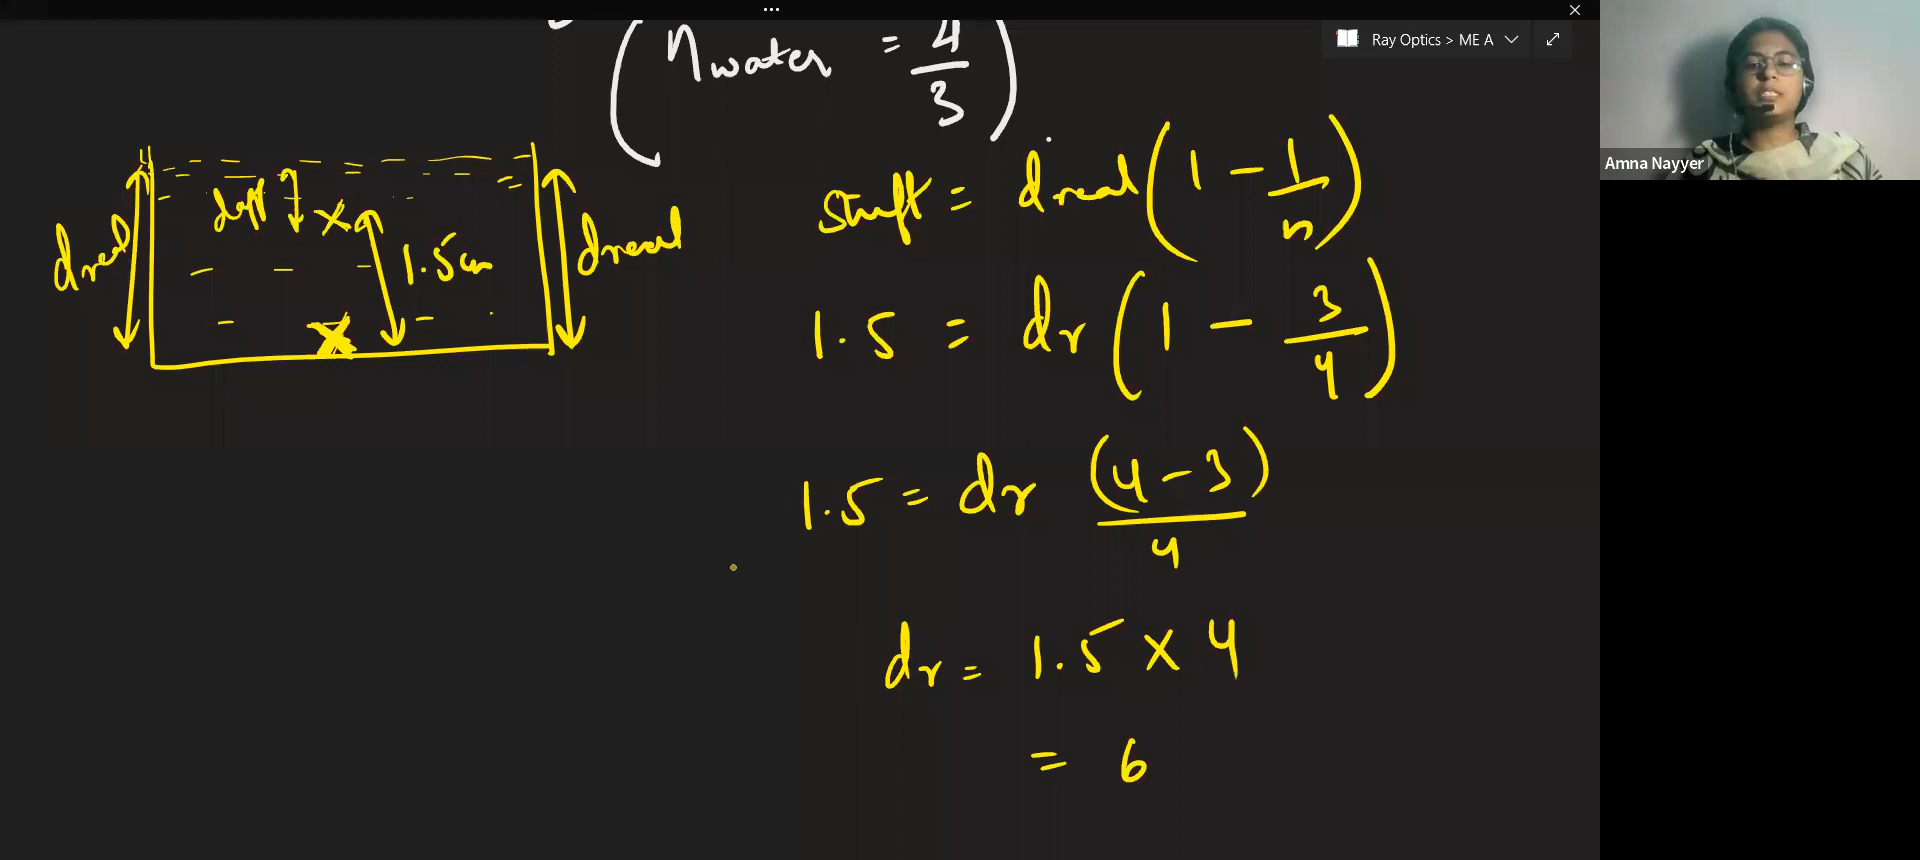 Ray Optics > ME A
Amna Nayyer
( n water = 4/3 )
dreal
dapp
1.5cm
dreal
shift = dreal (1 - 1/n)
1.5 = dr (1 - 3/4)
1.5 = dr (4 - 3)/4
dr = 1.5 x 4
= 6